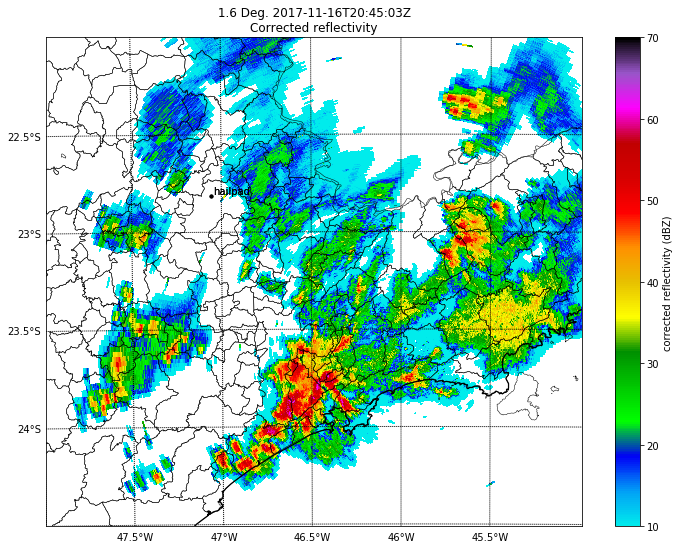 1.6 Deg. 2017-11-16T20:45:03Z
Corrected reflectivity
70
60
50
40
30
20
10
corrected reflectivity (dBZ)
22.5°S
23°S
23.5°S
24°S
hailpad
47.5°W
47°W
46.5°W
46°W
45.5°W